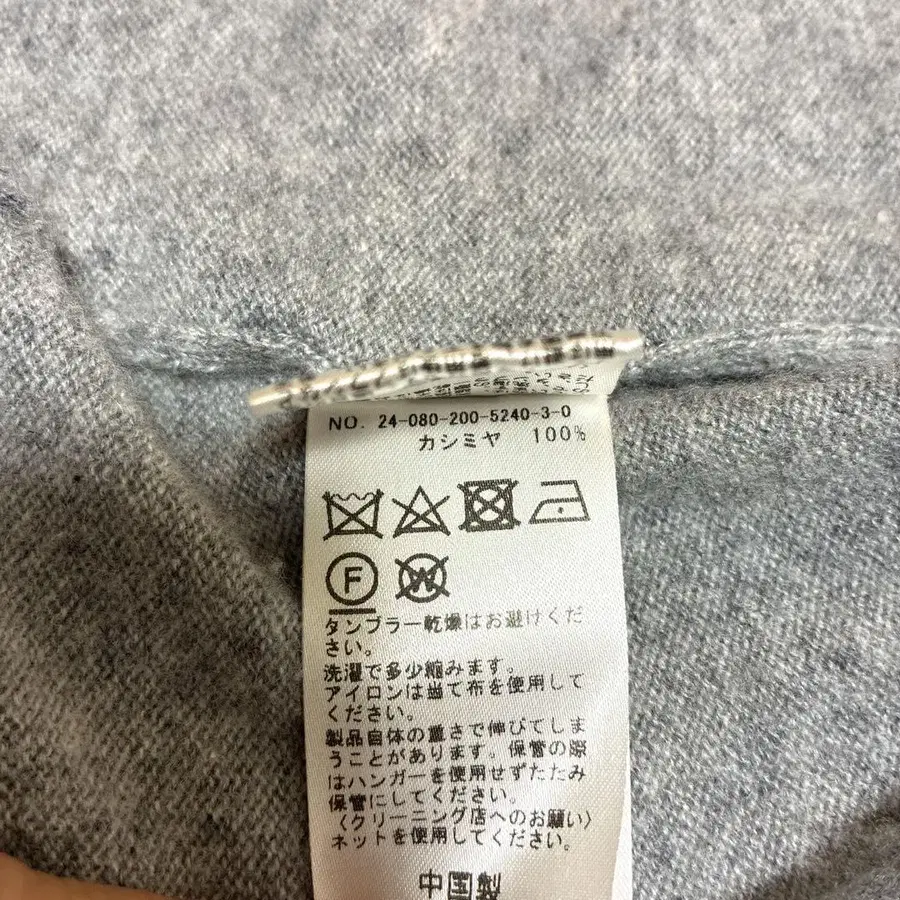 NO. 24-080-200-5240-3-0
カシミヤ 100%
F
W
タンブラー乾燥はお避けくだ
さい。
洗濯で多少縮みます。
アイロンは当て布を使用して
ください。
製品自体の重さで伸びてしま
うことがあります。保管の際
はハンガーを使用せずたたみ
保管にしてください。
〈クリーニング店へのお願い〉
ネットを使用してください。
中国製